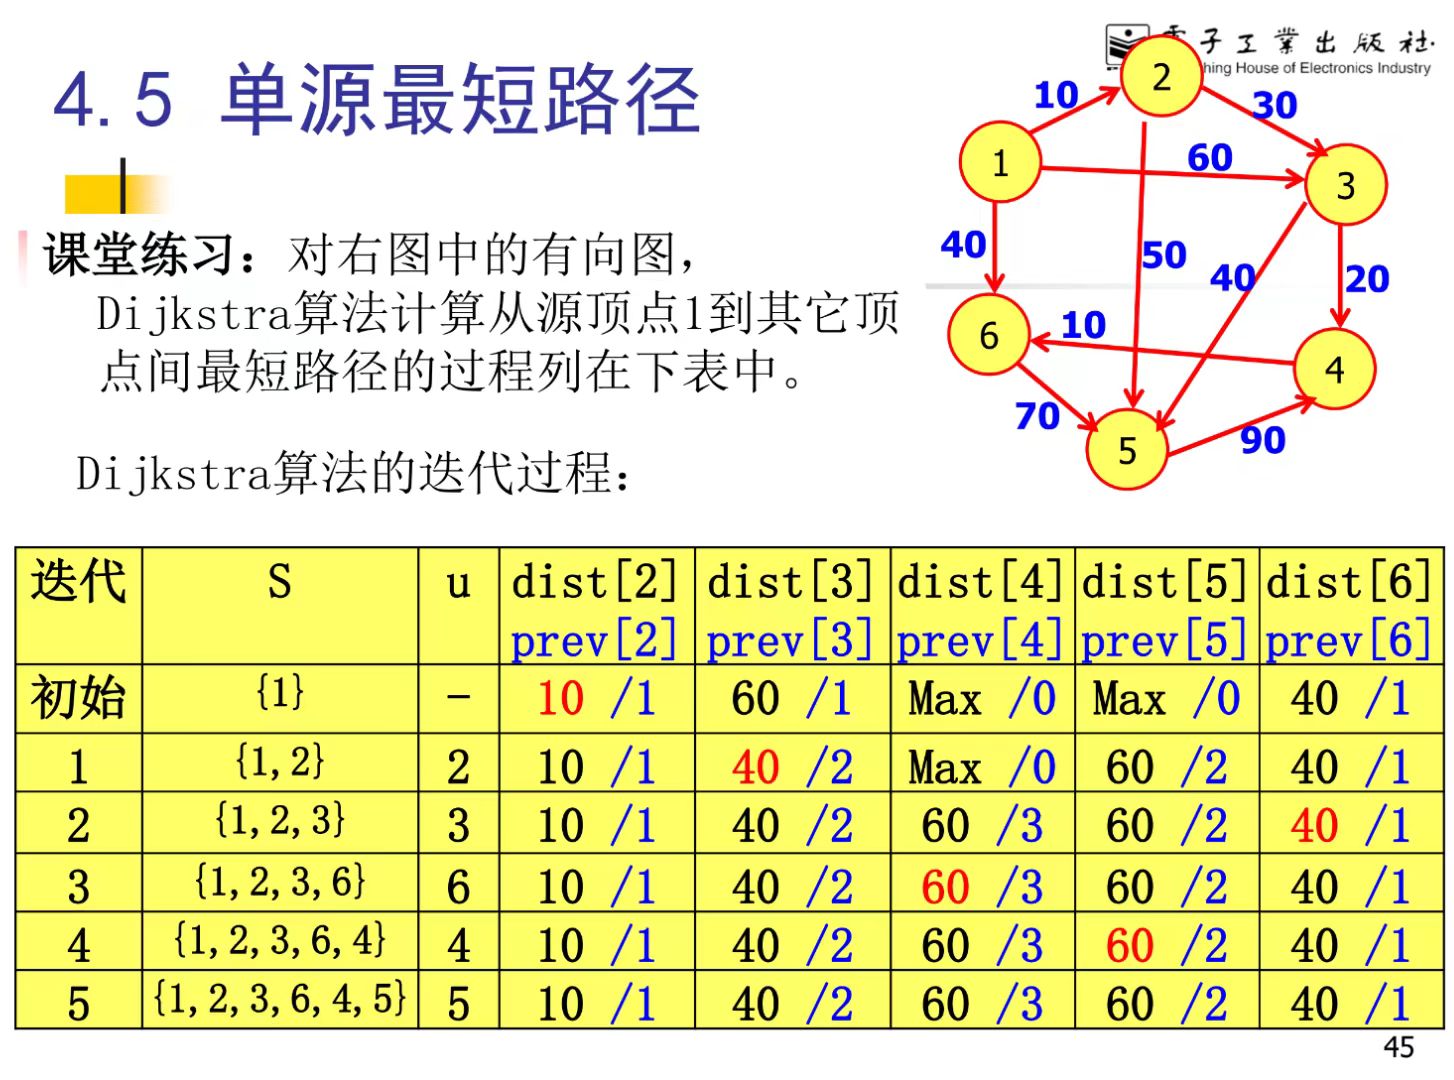 4.5 单源最短路径
子工業出版社
hing House of Electronics Industry
课堂练习：对右图中的有向图，
Dijkstra算法计算从源顶点1到其它顶
点间最短路径的过程列在下表中。
Dijkstra算法的迭代过程：
2
10
30
1
60
3
40
50
40
20
6
10
4
70
5
90
迭代 S u dist[2] dist[3] dist[4] dist[5] dist[6]
prev[2] prev[3] prev[4] prev[5] prev[6]
初始 {1} - 10 /1 60 /1 Max /0 Max /0 40 /1
1 {1,2} 2 10 /1 40 /2 Max /0 60 /2 40 /1
2 {1,2,3} 3 10 /1 40 /2 60 /3 60 /2 40 /1
3 {1,2,3,6} 6 10 /1 40 /2 60 /3 60 /2 40 /1
4 {1,2,3,6,4} 4 10 /1 40 /2 60 /3 60 /2 40 /1
5 {1,2,3,6,4,5} 5 10 /1 40 /2 60 /3 60 /2 40 /1
45